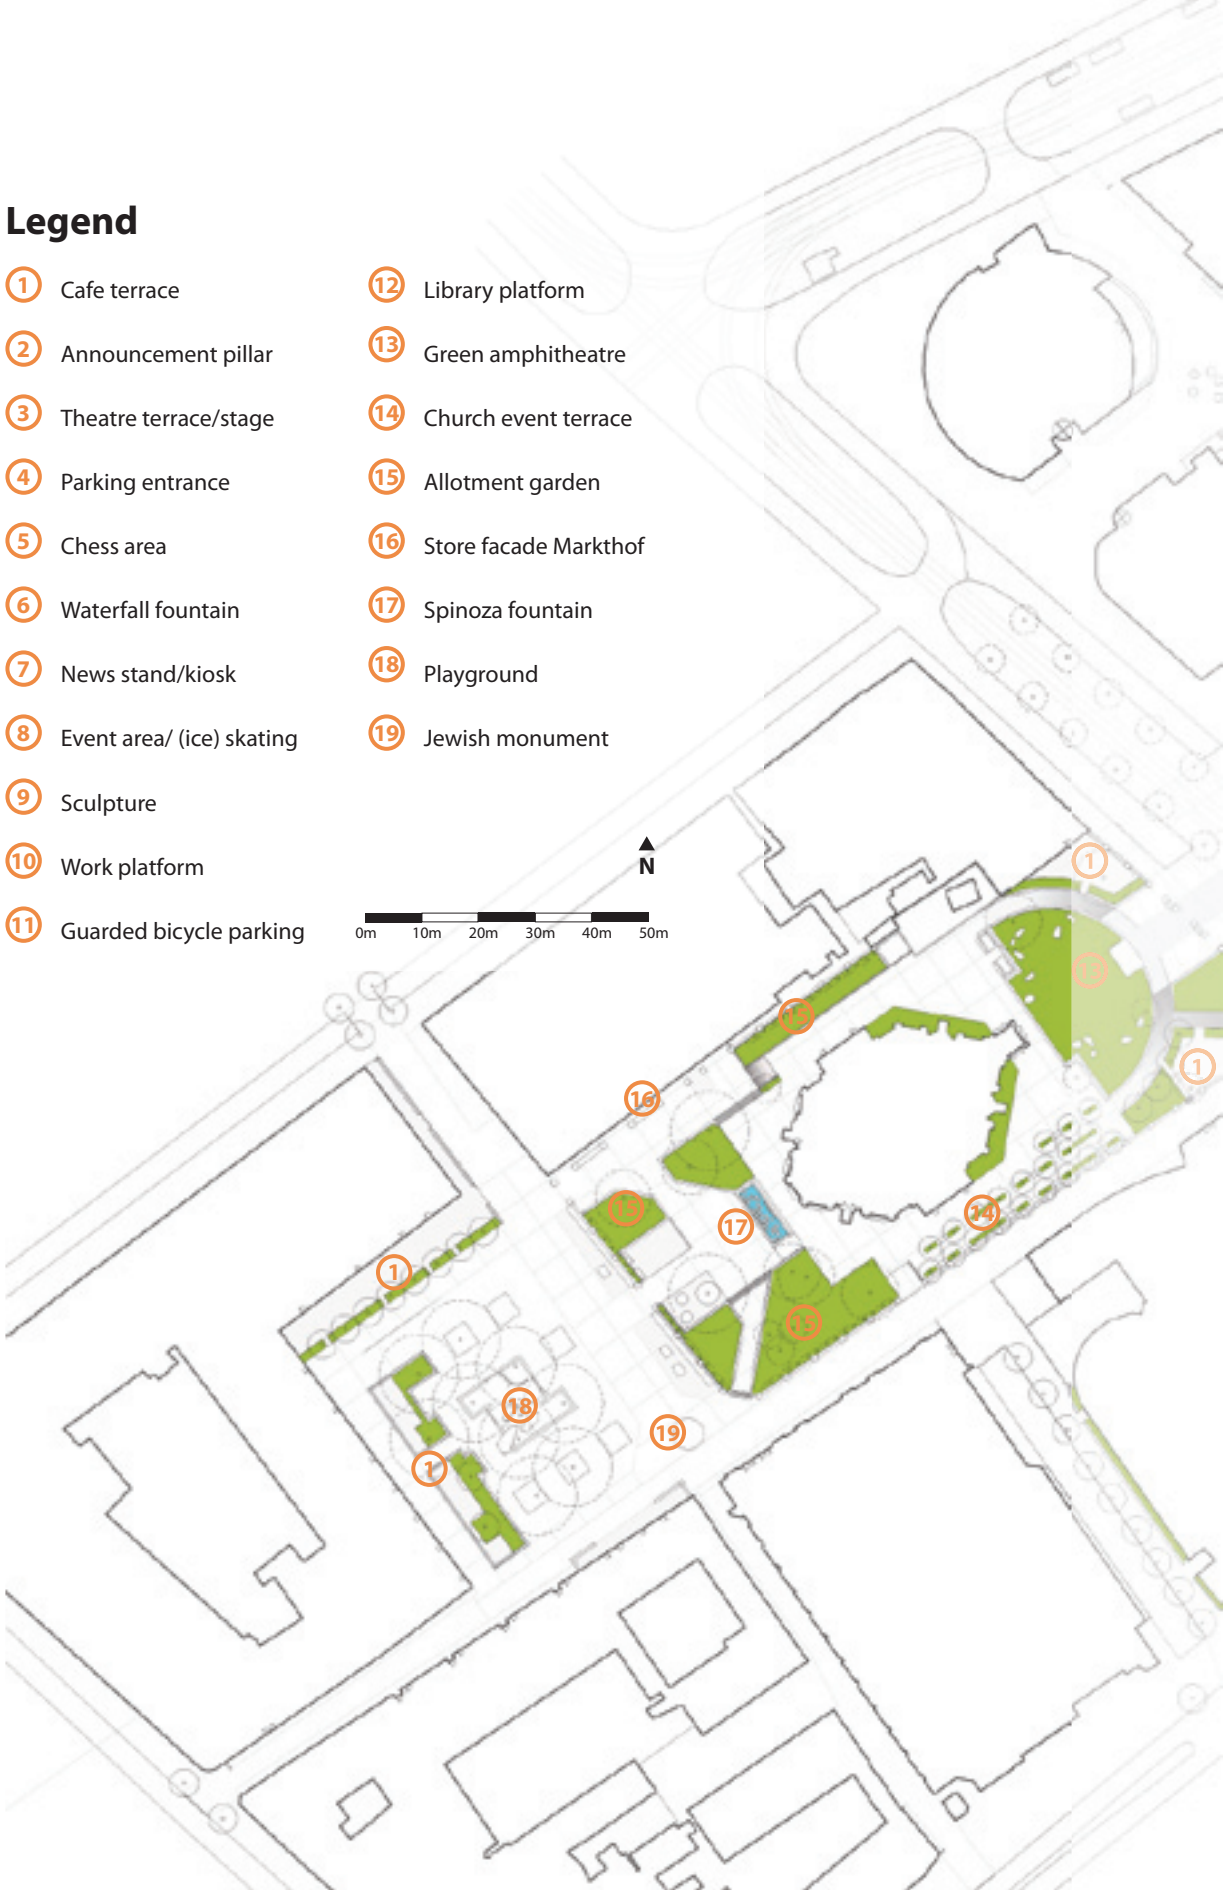 Legend
1 Cafe terrace
2 Announcement pillar
3 Theatre terrace/stage
4 Parking entrance
5 Chess area
6 Waterfall fountain
7 News stand/kiosk
8 Event area/ (ice) skating
9 Sculpture
10 Work platform
11 Guarded bicycle parking
12 Library platform
13 Green amphitheatre
14 Church event terrace
15 Allotment garden
16 Store facade Markthof
17 Spinoza fountain
18 Playground
19 Jewish monument
N
0m 10m 20m 30m 40m 50m
1
13
15
1
16
15
14
17
1
15
18
19
1